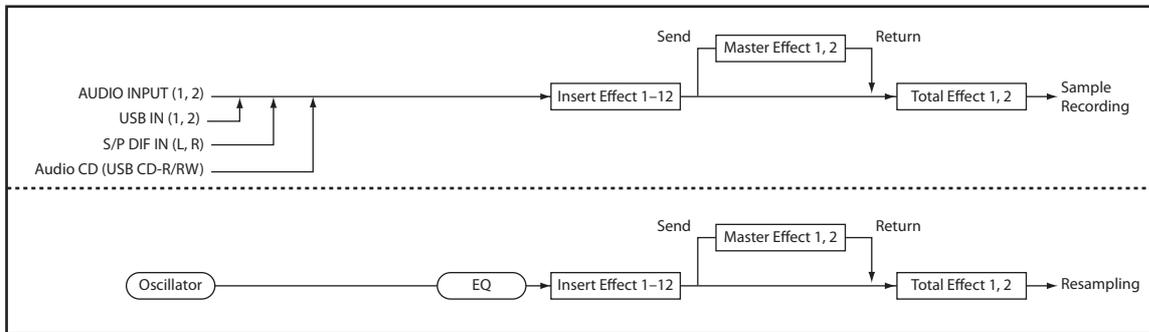 Send
Return
Master Effect 1, 2
AUDIO INPUT (1, 2)
Insert Effect 1–12
Total Effect 1, 2
Sample
Recording
USB IN (1, 2)
S/P DIF IN (L, R)
Audio CD (USB CD-R/RW)
Send
Return
Master Effect 1, 2
Oscillator
EQ
Insert Effect 1–12
Total Effect 1, 2
Resampling